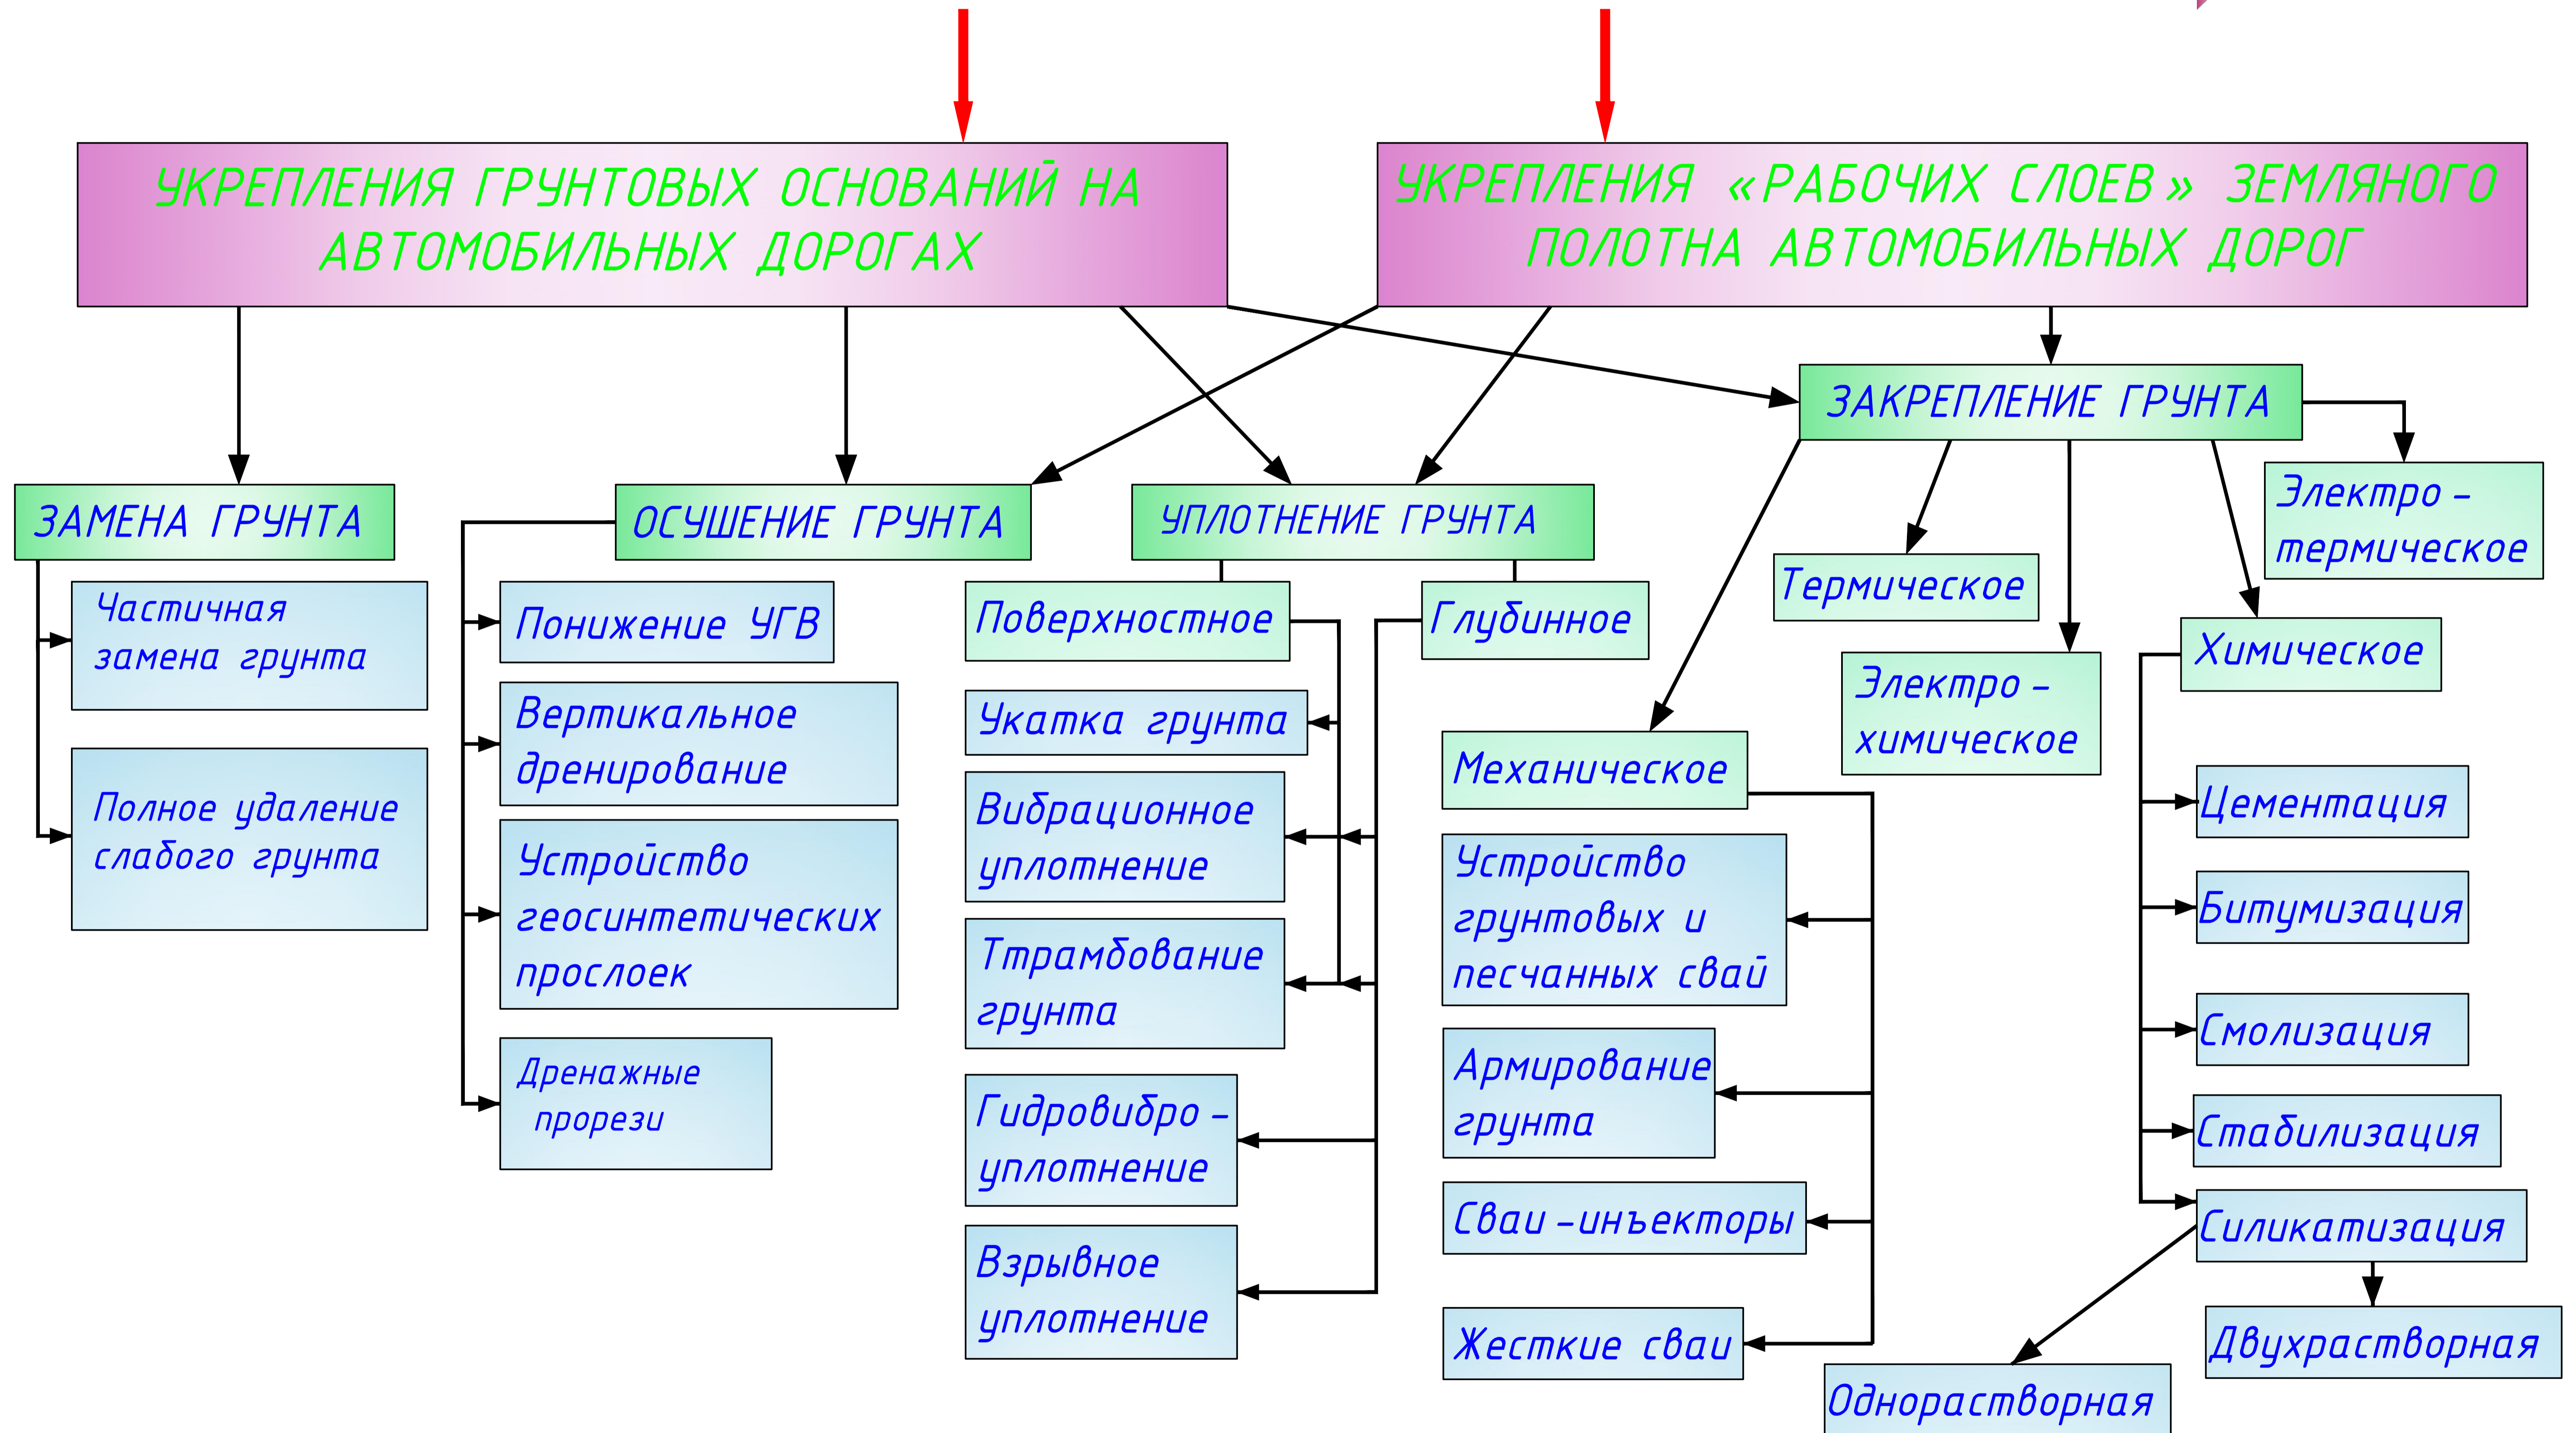 УКРЕПЛЕНИЯ ГРУНТОВЫХ ОСНОВАНИЙ НА
АВТОМОБИЛЬНЫХ ДОРОГАХ
УКРЕПЛЕНИЯ «РАБОЧИХ СЛОЕВ» ЗЕМЛЯНОГО
ПОЛОТНА АВТОМОБИЛЬНЫХ ДОРОГ
ЗАМЕНА ГРУНТА
Частичная
замена грунта
Полное удаление
слабого грунта
ОСУШЕНИЕ ГРУНТА
Понижение УГВ
Вертикальное
дренирование
Устройство
геосинтетических
прослоек
Дренажные
прорези
УПЛОТНЕНИЕ ГРУНТА
Поверхностное
Глубинное
Укатка грунта
Вибрационное
уплотнение
Ттрамбование
грунта
Гидровибро-
уплотнение
Взрывное
уплотнение
ЗАКРЕПЛЕНИЕ ГРУНТА
Механическое
Устройство
грунтовых и
песчанных свай
Армирование
грунта
Сваи-инъекторы
Жесткие сваи
Термическое
Электро-
химическое
Химическое
Цементация
Битумизация
Смолизация
Стабилизация
Силикатизация
Однорастворная
Двухрастворная
Электро-
термическое